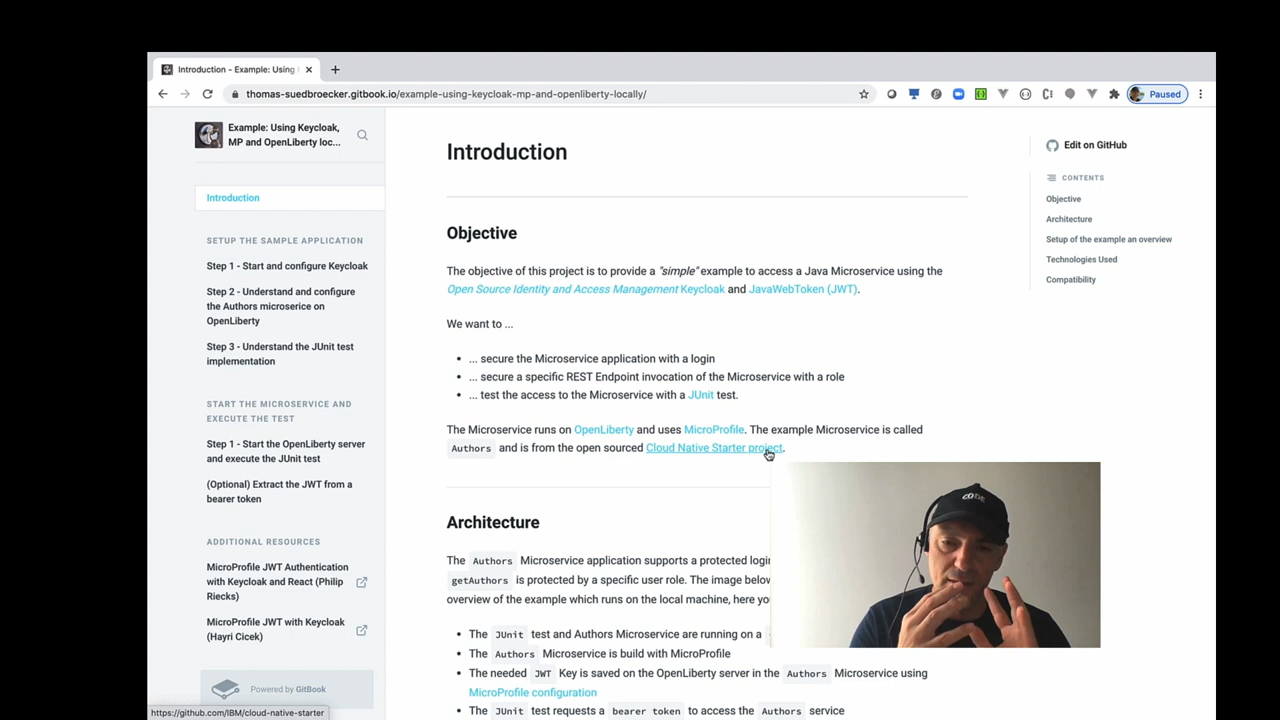 Introduction - Example: Using
thomas-suedbroecker.gitbook.io/example-using-keycloak-mp-and-openliberty-locally/
Paused
Example: Using Keycloak,
MP and OpenLiberty loc...
Introduction
SETUP THE SAMPLE APPLICATION
Step 1 - Start and configure Keycloak
Step 2 - Understand and configure
the Authors microserice on
OpenLiberty
Step 3 - Understand the JUnit test
implementation
START THE MICROSERVICE AND
EXECUTE THE TEST
Step 1 - Start the OpenLiberty server
and execute the JUnit test
(Optional) Extract the JWT from a
bearer token
ADDITIONAL RESOURCES
MicroProfile JWT Authentication
with Keycloak and React (Philip
Riecks)
MicroProfile JWT with Keycloak
(Hayri Cicek)
Powered by GitBook
https://github.com/IBM/cloud-native-starter
Introduction
Objective
The objective of this project is to provide a "simple" example to access a Java Microservice using the
Open Source Identity and Access Management Keycloak and JavaWebToken (JWT).
We want to ...
• ... secure the Microservice application with a login
• ... secure a specific REST Endpoint invocation of the Microservice with a role
• ... test the access to the Microservice with a JUnit test.
The Microservice runs on OpenLiberty and uses MicroProfile. The example Microservice is called
Authors and is from the open sourced Cloud Native Starter project.
Architecture
The Authors Microservice application supports a protected login
getAuthors is protected by a specific user role. The image below
overview of the example which runs on the local machine, here you
• The JUnit test and Authors Microservice are running on a
• The Authors Microservice is build with MicroProfile
• The needed JWT Key is saved on the OpenLiberty server in the Authors Microservice using
MicroProfile configuration
• The JUnit test requests a bearer token to access the Authors service
Edit on GitHub
CONTENTS
Objective
Architecture
Setup of the example an overview
Technologies Used
Compatibility
CODE